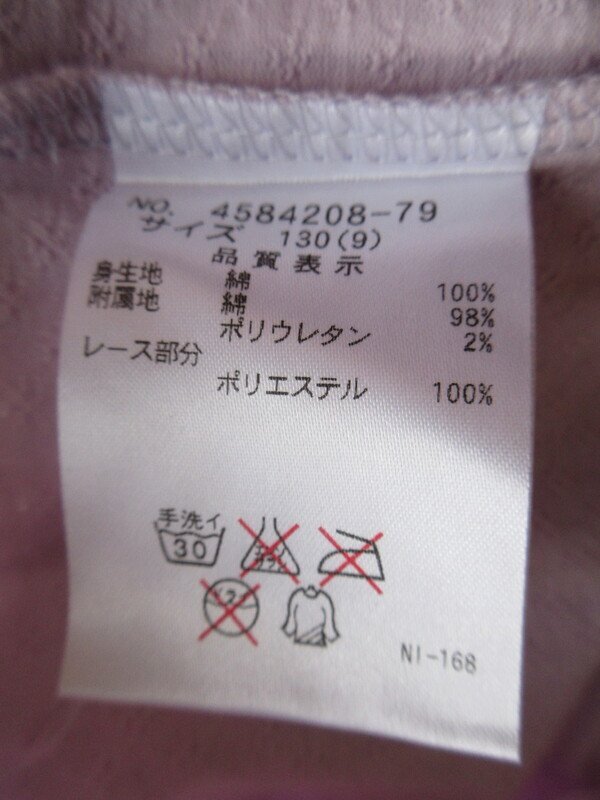 NO. 4584208-79
サイズ 130(9)
品質表示
身生地 綿 100%
附属地 綿 98%
ポリウレタン 2%
レース部分
ポリエステル 100%
手洗イ
30
NI-168